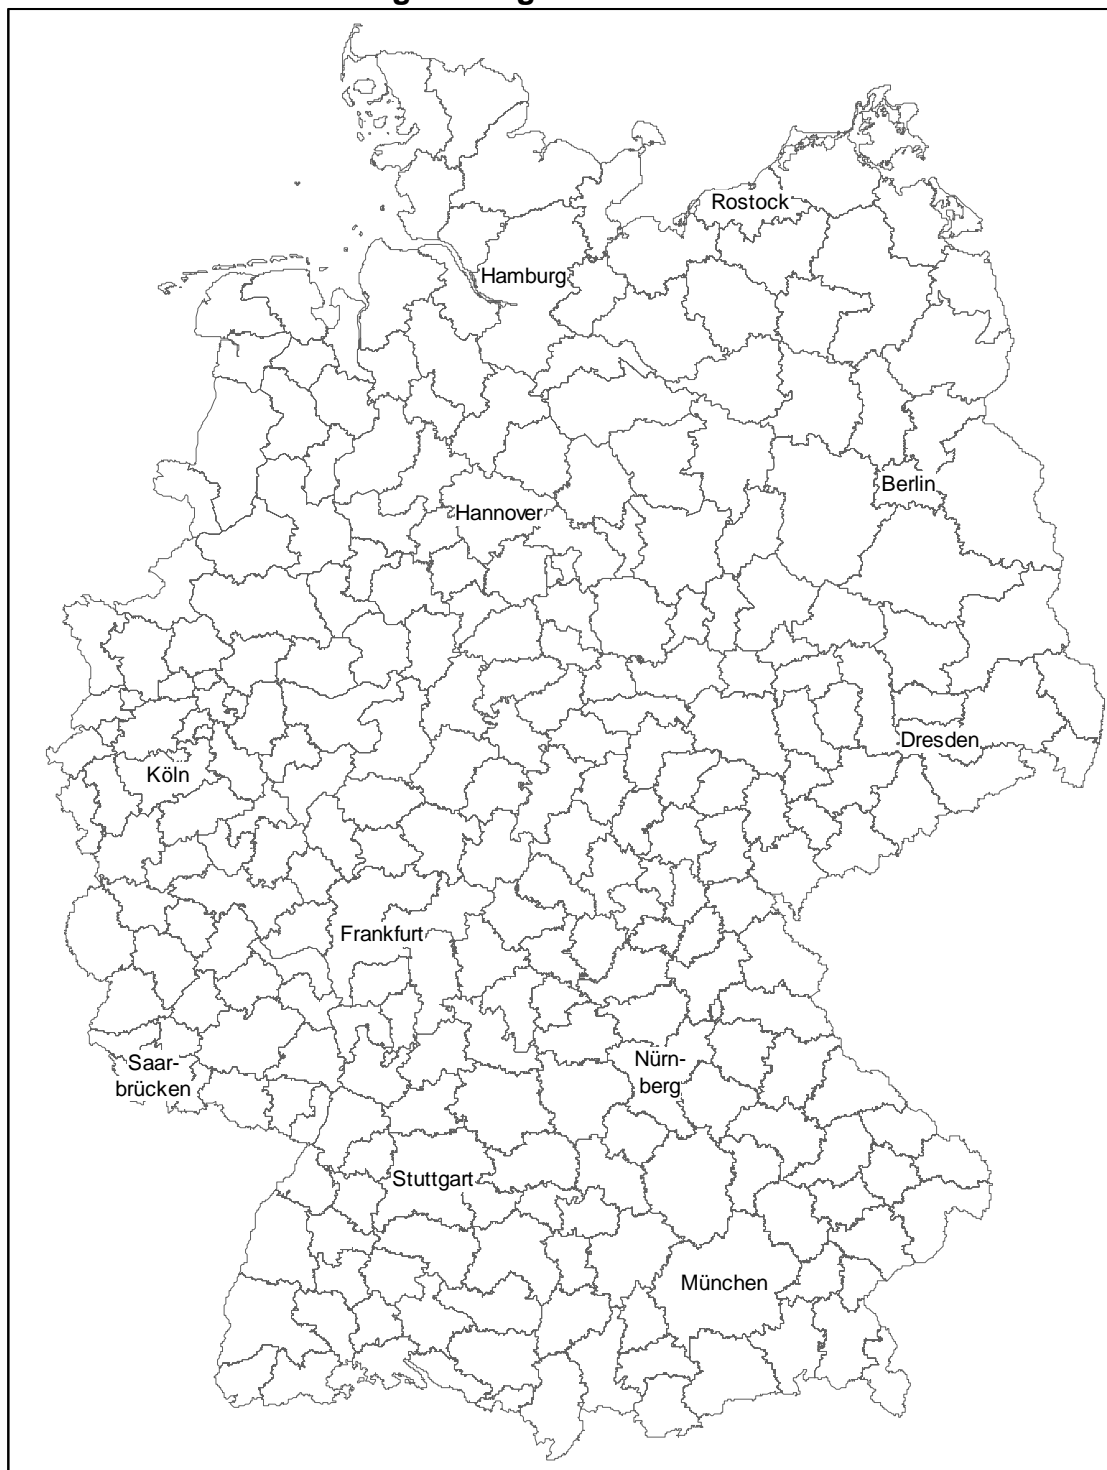 Rostock
Hamburg
Berlin
Hannover
Dresden
Köln
Frankfurt
Saar-
brücken
Nürn-
berg
Stuttgart
München